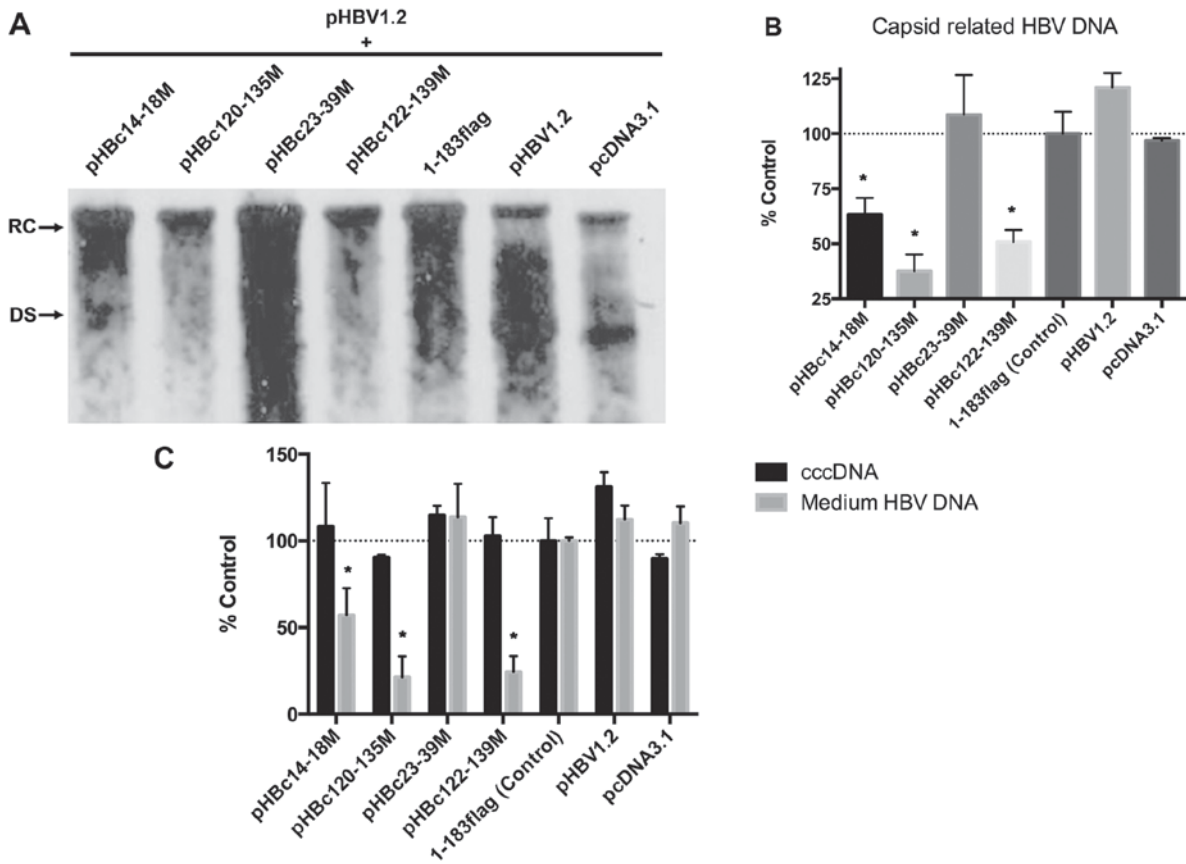 A
pHBV1.2
+
pHBc14-18M
pHBc120-135M
pHBc23-39M
pHBc122-139M
1-183flag
pHBV1.2
pcDNA3.1
RC
DS
B
Capsid related HBV DNA
% Control
125
100
75
50
25
*
*
*
pHBc14-18M
pHBc120-135M
pHBc23-39M
pHBc122-139M
1-183flag (Control)
pHBV1.2
pcDNA3.1
C
% Control
150
100
50
0
*
*
*
pHBc14-18M
pHBc120-135M
pHBc23-39M
pHBc122-139M
1-183flag (Control)
pHBV1.2
pcDNA3.1
cccDNA
Medium HBV DNA